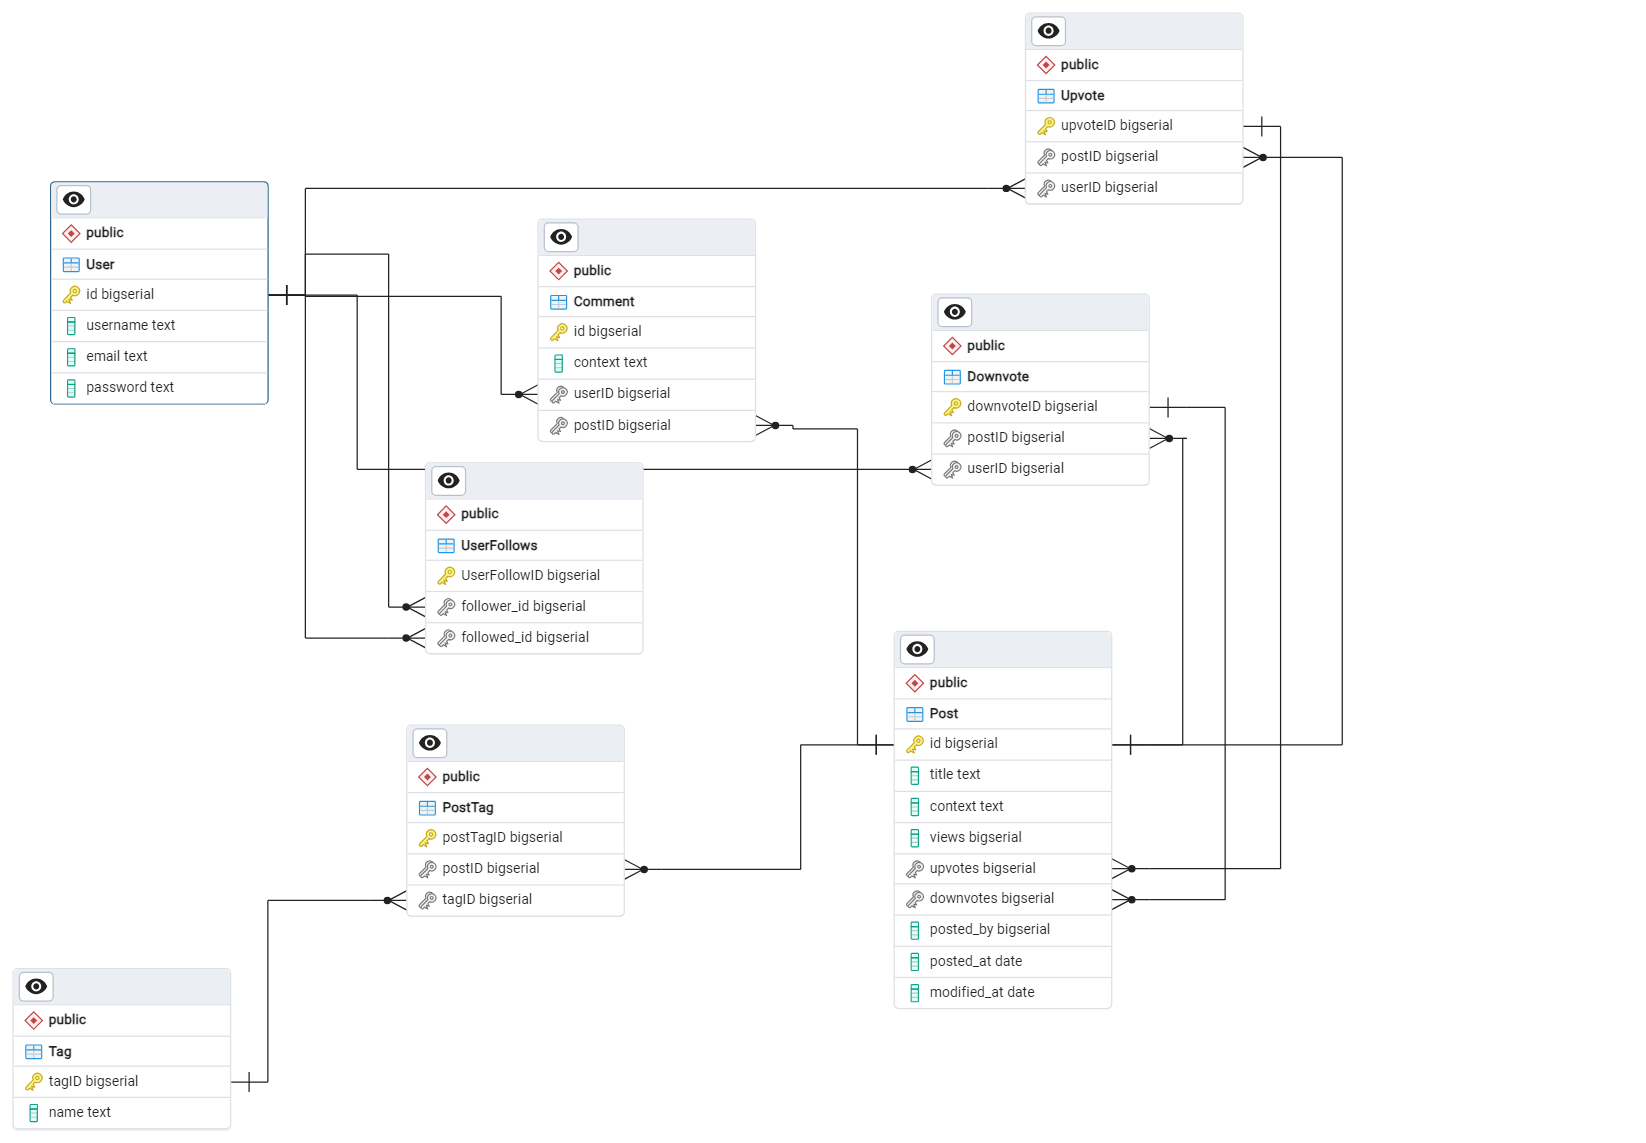 public
Upvote
upvoteID bigserial
postID bigserial
userID bigserial
public
User
id bigserial
username text
email text
password text
public
Comment
id bigserial
context text
userID bigserial
postID bigserial
public
Downvote
downvoteID bigserial
postID bigserial
userID bigserial
public
UserFollows
UserFollowID bigserial
follower_id bigserial
followed_id bigserial
public
Post
id bigserial
title text
context text
views bigserial
upvotes bigserial
downvotes bigserial
posted_by bigserial
posted_at date
modified_at date
public
PostTag
postTagID bigserial
postID bigserial
tagID bigserial
public
Tag
tagID bigserial
name text